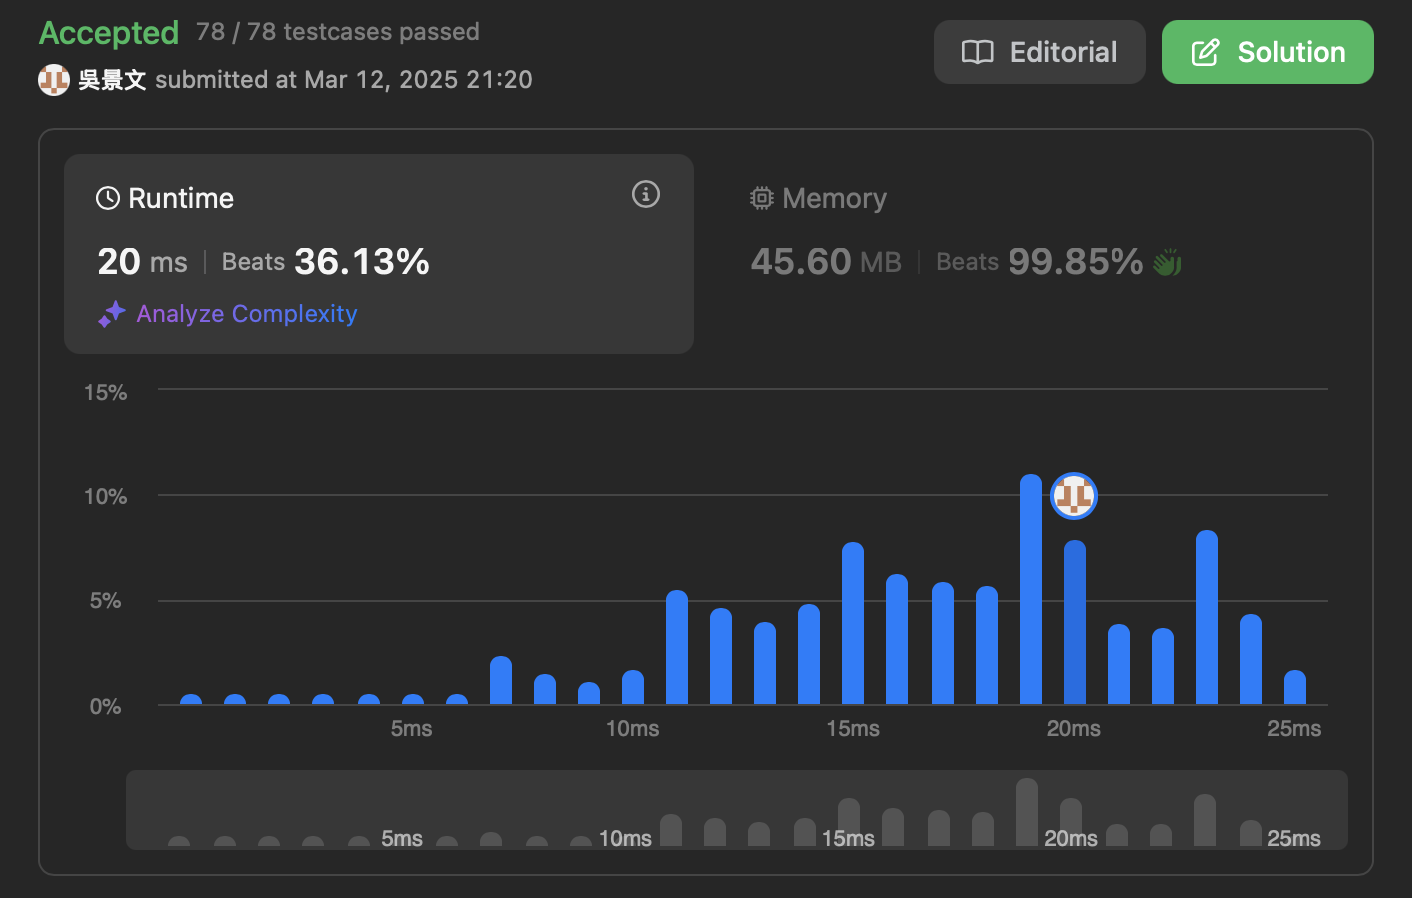 Accepted 78 / 78 testcases passed
吳景文 submitted at Mar 12, 2025 21:20
Editorial
Solution
Runtime
20 ms | Beats 36.13%
Analyze Complexity
Memory
45.60 MB | Beats 99.85%
15%
10%
5%
0%
5ms 10ms 15ms 20ms 25ms
5ms 10ms 15ms 20ms 25ms